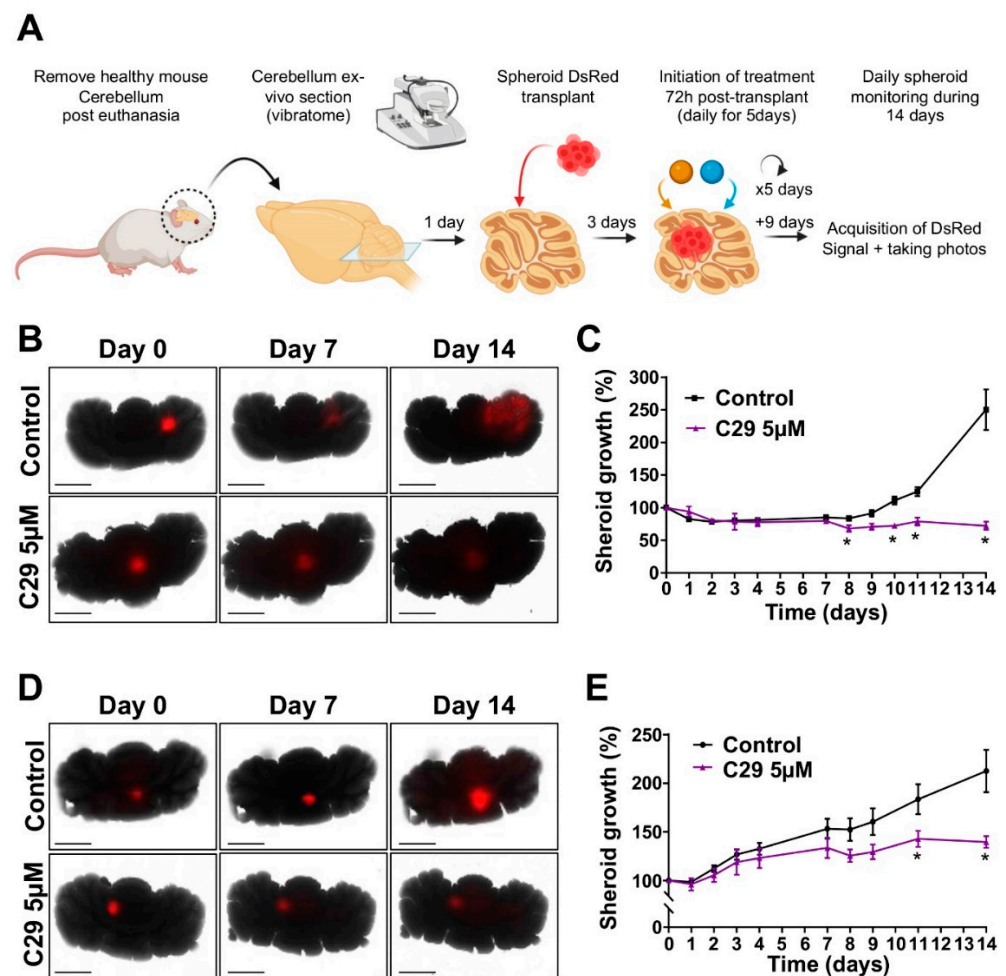 A
Remove healthy mouse
Cerebellum
post euthanasia
Cerebellum ex-
vivo section
(vibratome)
Spheroid DsRed
transplant
Initiation of treatment
72h post-transplant
(daily for 5days)
Daily spheroid
monitoring during
14 days
1 day
3 days
x5 days
+9 days
Acquisition of DsRed
Signal + taking photos
B
Day 0
Day 7
Day 14
Control
C29 5µM
C
Sheroid growth (%)
300
250
200
150
100
50
0
Control
C29 5µM
* * * *
0 1 2 3 4 5 6 7 8 9 10 11 12 13 14
Time (days)
D
Day 0
Day 7
Day 14
Control
C29 5µM
E
Sheroid growth (%)
250
200
150
100
0
Control
C29 5µM
* *
0 1 2 3 4 5 6 7 8 9 10 11 12 13 14
Time (days)